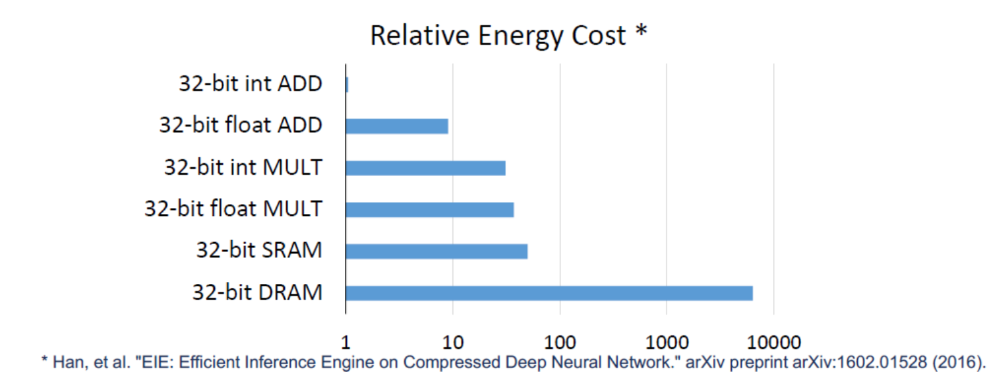 Relative Energy Cost *
32-bit int ADD
32-bit float ADD
32-bit int MULT
32-bit float MULT
32-bit SRAM
32-bit DRAM
1 10 100 1000 10000
* Han, et al. "EIE: Efficient Inference Engine on Compressed Deep Neural Network." arXiv preprint arXiv:1602.01528 (2016).